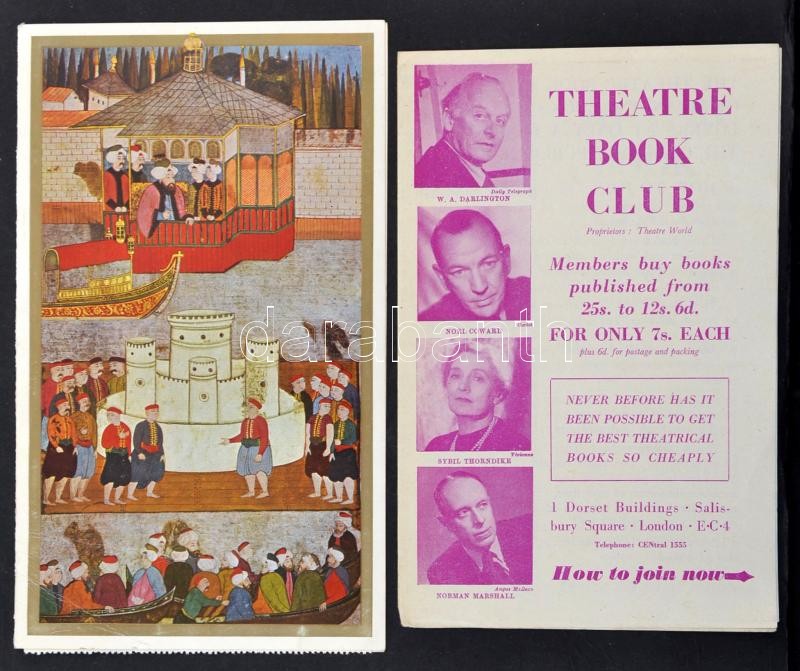 THEATRE
BOOK
CLUB
Proprietors : Theatre World
Members buy books
published from
25s. to 12s. 6d.
FOR ONLY 7s. EACH
plus 6d. for postage and packing
NEVER BEFORE HAS IT
BEEN POSSIBLE TO GET
THE BEST THEATRICAL
BOOKS SO CHEAPLY
1 Dorset Buildings · Salis-
bury Square · London · E·C·4
Telephone: CENtral 1555
How to join now
Daily Telegraph
W. A. DARLINGTON
NOEL COWARD
Vivienne
SYBIL THORNDIKE
Angus McBean
NORMAN MARSHALL
darabanth